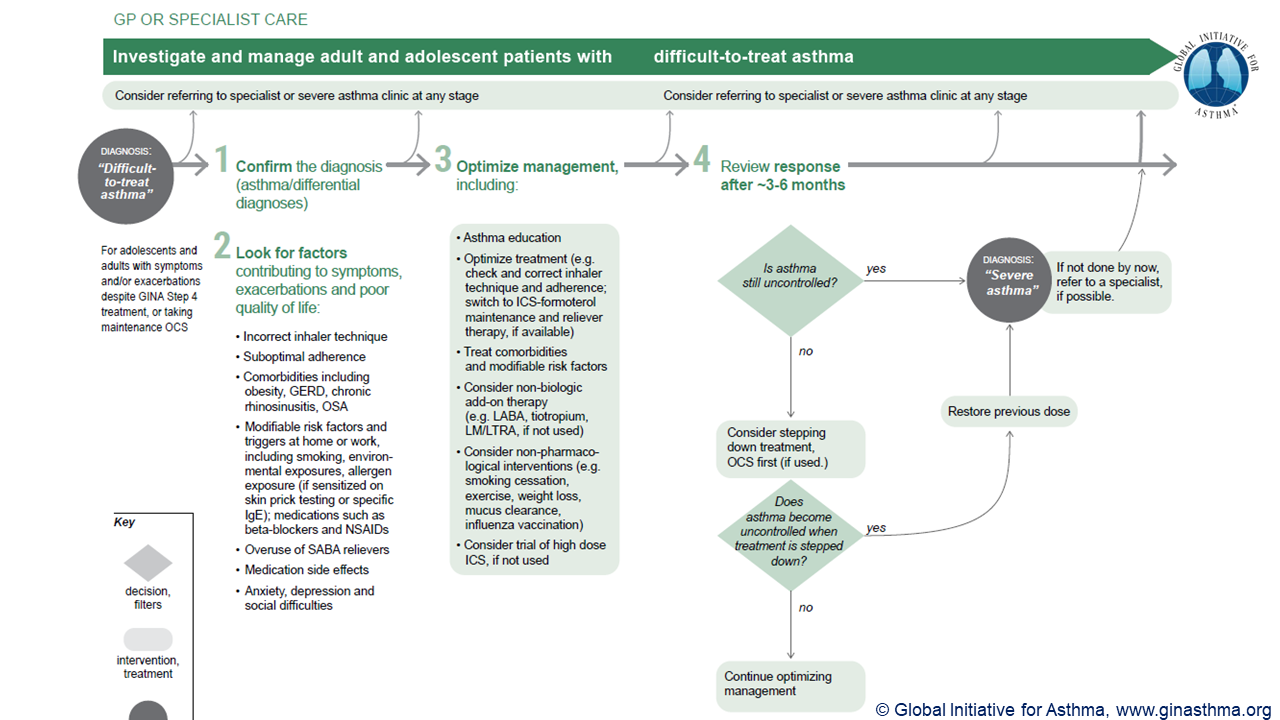 GP OR SPECIALIST CARE
Investigate and manage adult and adolescent patients with difficult-to-treat asthma
GLOBAL INITIATIVE FOR ASTHMA
Consider referring to specialist or severe asthma clinic at any stage
Consider referring to specialist or severe asthma clinic at any stage
DIAGNOSIS:
“Difficult-
to-treat
asthma”
For adolescents and
adults with symptoms
and/or exacerbations
despite GINA Step 4
treatment, or taking
maintenance OCS
1 Confirm the diagnosis
(asthma/differential
diagnoses)
2 Look for factors
contributing to symptoms,
exacerbations and poor
quality of life:
• Incorrect inhaler technique
• Suboptimal adherence
• Comorbidities including
obesity, GERD, chronic
rhinosinusitis, OSA
• Modifiable risk factors and
triggers at home or work,
including smoking, environ-
mental exposures, allergen
exposure (if sensitized on
skin prick testing or specific
IgE); medications such as
beta-blockers and NSAIDs
• Overuse of SABA relievers
• Medication side effects
• Anxiety, depression and
social difficulties
3 Optimize management,
including:
• Asthma education
• Optimize treatment (e.g.
check and correct inhaler
technique and adherence;
switch to ICS-formoterol
maintenance and reliever
therapy, if available)
• Treat comorbidities
and modifiable risk factors
• Consider non-biologic
add-on therapy
(e.g. LABA, tiotropium,
LM/LTRA, if not used)
• Consider non-pharmaco-
logical interventions (e.g.
smoking cessation,
exercise, weight loss,
mucus clearance,
influenza vaccination)
• Consider trial of high dose
ICS, if not used
4 Review response
after ~3-6 months
Is asthma
still uncontrolled?
yes
no
DIAGNOSIS:
“Severe
asthma”
If not done by now,
refer to a specialist,
if possible.
Restore previous dose
Consider stepping
down treatment,
OCS first (if used.)
Does
asthma become
uncontrolled when
treatment is stepped
down?
yes
no
Continue optimizing
management
Key
decision,
filters
intervention,
treatment
© Global Initiative for Asthma, www.ginasthma.org